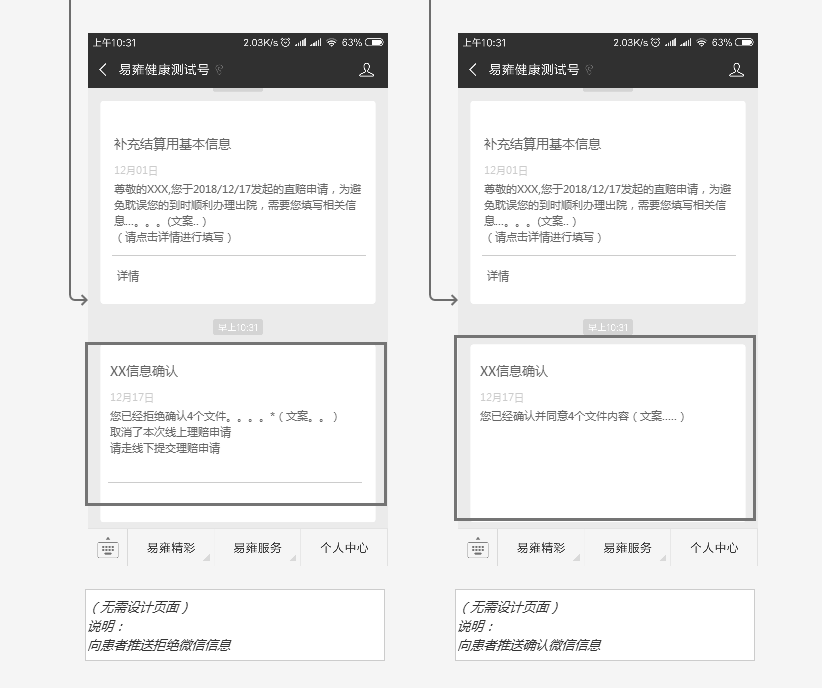 上午10:31
2.03K/s
63%
易雍健康测试号
补充结算用基本信息
12月01日
尊敬的XXX,您于2018/12/17发起的直赔申请，为避
免耽误您的到时顺利办理出院，需要您填写相关信
息...。。。(文案..）
（请点击详情进行填写）
详情
早上10:31
XX信息确认
12月17日
您已经拒绝确认4个文件。。。。*（文案。。）
取消了本次线上理赔申请
请走线下提交理赔申请
易雍精彩
易雍服务
个人中心
（无需设计页面）
说明：
向患者推送拒绝微信信息
上午10:31
2.03K/s
63%
易雍健康测试号
补充结算用基本信息
12月01日
尊敬的XXX,您于2018/12/17发起的直赔申请，为避
免耽误您的到时顺利办理出院，需要您填写相关信
息...。。。(文案..）
（请点击详情进行填写）
详情
早上10:31
XX信息确认
12月17日
您已经确认并同意4个文件内容（文案.....）
易雍精彩
易雍服务
个人中心
（无需设计页面）
说明：
向患者推送确认微信信息